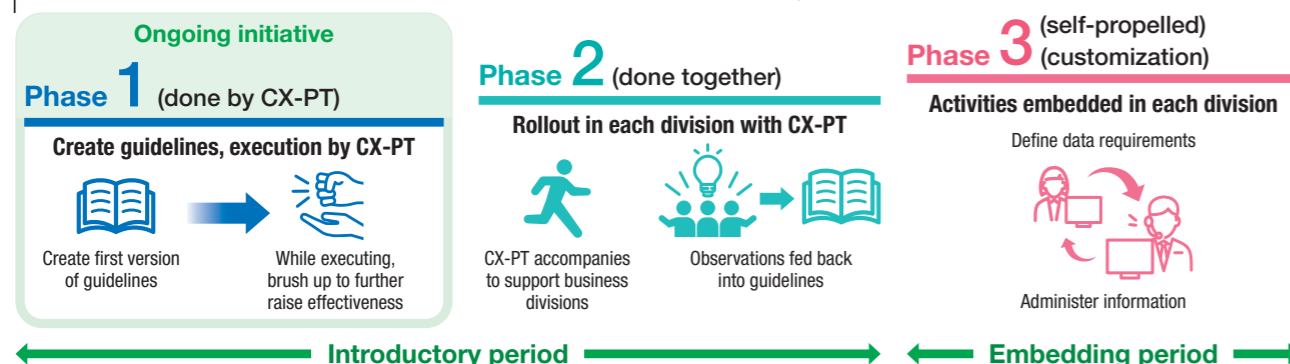 Ongoing initiative
Phase 1 (done by CX-PT)
Create guidelines, execution by CX-PT
Create first version
of guidelines
While executing,
brush up to further
raise effectiveness
Phase 2 (done together)
Rollout in each division with CX-PT
CX-PT accompanies
to support business
divisions
Observations fed back
into guidelines
Phase 3 (self-propelled)
(customization)
Activities embedded in each division
Define data requirements
Administer information
Introductory period
Embedding period